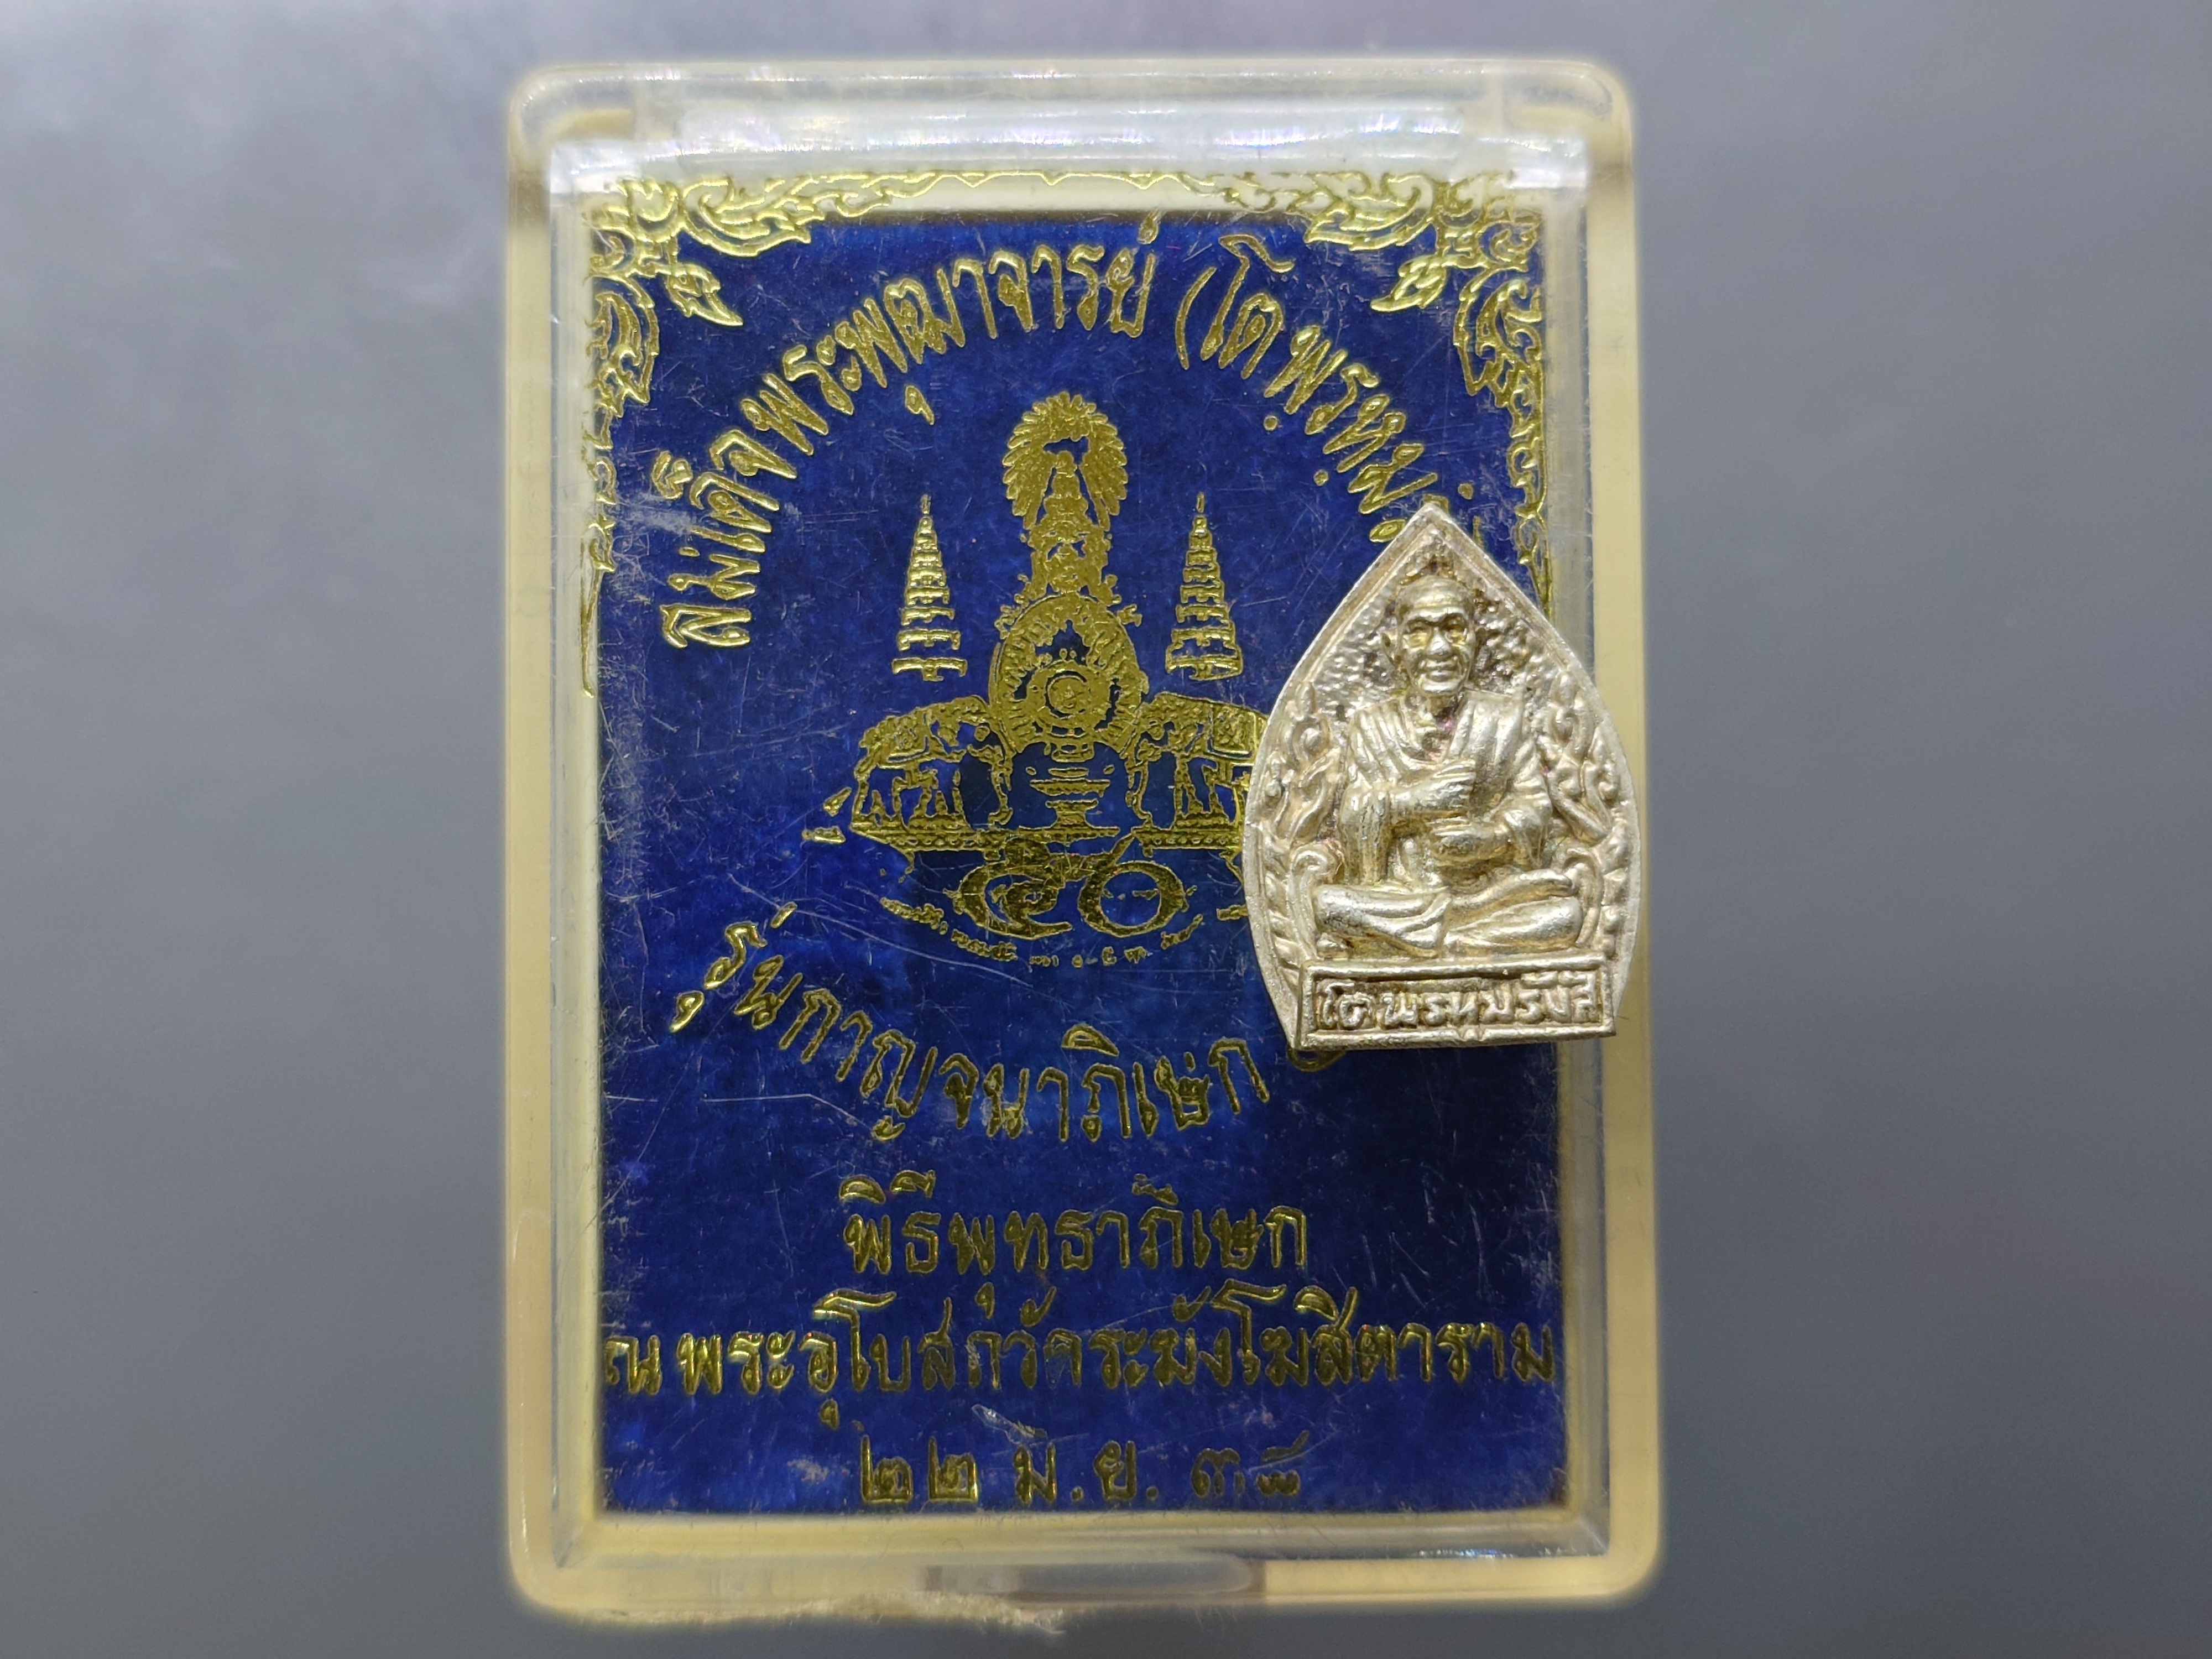 สมเด็จพระพุฒาจารย์ (โต พฺรหฺมฺ
๕๐
รุ่นกาญจนาภิเษก
พิธีพุทธาภิเษก
ณ พระอุโบสถวัดระฆังโฆสิตาราม
๒๒ มิ.ย. ๓๘
โต พรหมรังสี